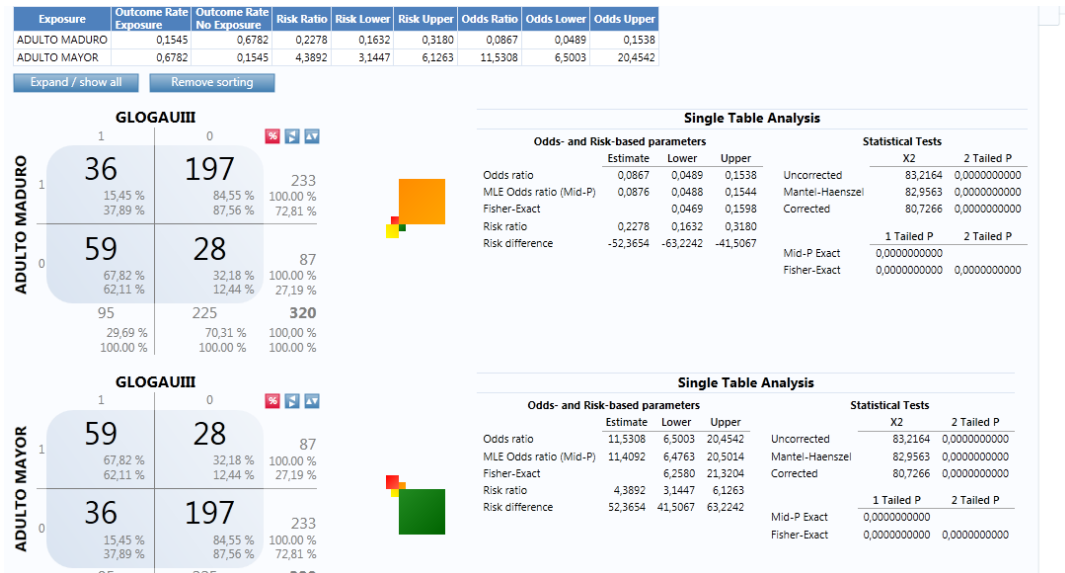 Exposure Outcome Rate Exposure Outcome Rate No Exposure Risk Ratio Risk Lower Risk Upper Odds Ratio Odds Lower Odds Upper
ADULTO MADURO 0,1545 0,6782 0,2278 0,1632 0,3180 0,0867 0,0489 0,1538
ADULTO MAYOR 0,6782 0,1545 4,3892 3,1447 6,1263 11,5308 6,5003 20,4542
Expand / show all Remove sorting
GLOGAUIII
1 0 %
ADULTO MADURO
1 36 197 233
15,45 % 84,55 % 100.00 %
37,89 % 87,56 % 72,81 %
0 59 28 87
67,82 % 32,18 % 100.00 %
62,11 % 12,44 % 27,19 %
95 225 320
29,69 % 70,31 % 100,00 %
100.00 % 100.00 % 100.00 %
Single Table Analysis
Odds- and Risk-based parameters
Estimate Lower Upper
Odds ratio 0,0867 0,0489 0,1538
MLE Odds ratio (Mid-P) 0,0876 0,0488 0,1544
Fisher-Exact 0,0469 0,1598
Risk ratio 0,2278 0,1632 0,3180
Risk difference -52,3654 -63,2242 -41,5067
Statistical Tests
X2 2 Tailed P
Uncorrected 83,2164 0,0000000000
Mantel-Haenszel 82,9563 0,0000000000
Corrected 80,7266 0,0000000000
1 Tailed P 2 Tailed P
Mid-P Exact 0,0000000000
Fisher-Exact 0,0000000000 0,0000000000
GLOGAUIII
1 0 %
ADULTO MAYOR
1 59 28 87
67,82 % 32,18 % 100.00 %
62,11 % 12,44 % 27,19 %
0 36 197 233
15,45 % 84,55 % 100.00 %
37,89 % 87,56 % 72,81 %
Single Table Analysis
Odds- and Risk-based parameters
Estimate Lower Upper
Odds ratio 11,5308 6,5003 20,4542
MLE Odds ratio (Mid-P) 11,4092 6,4763 20,5014
Fisher-Exact 6,2580 21,3204
Risk ratio 4,3892 3,1447 6,1263
Risk difference 52,3654 41,5067 63,2242
Statistical Tests
X2 2 Tailed P
Uncorrected 83,2164 0,0000000000
Mantel-Haenszel 82,9563 0,0000000000
Corrected 80,7266 0,0000000000
1 Tailed P 2 Tailed P
Mid-P Exact 0,0000000000
Fisher-Exact 0,0000000000 0,0000000000